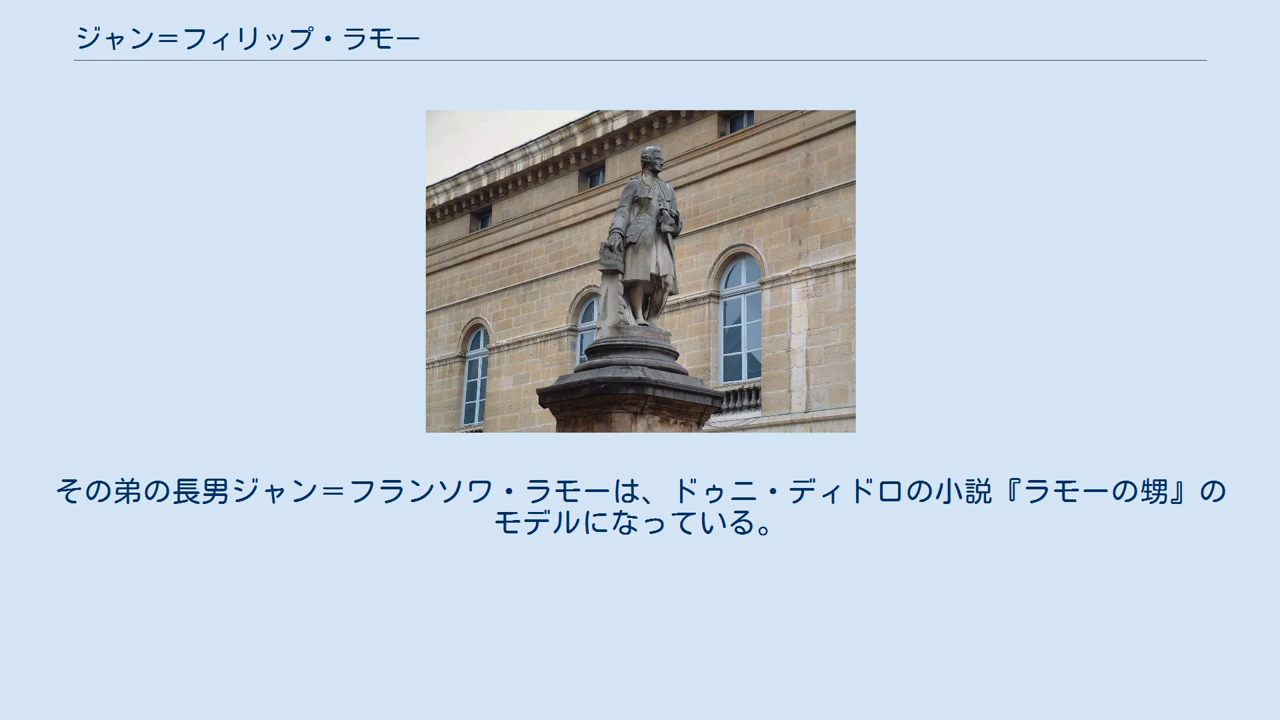 ジャン＝フィリップ・ラモー
その弟の長男ジャン＝フランソワ・ラモーは、ドゥニ・ディドロの小説『ラモーの甥』の
モデルになっている。